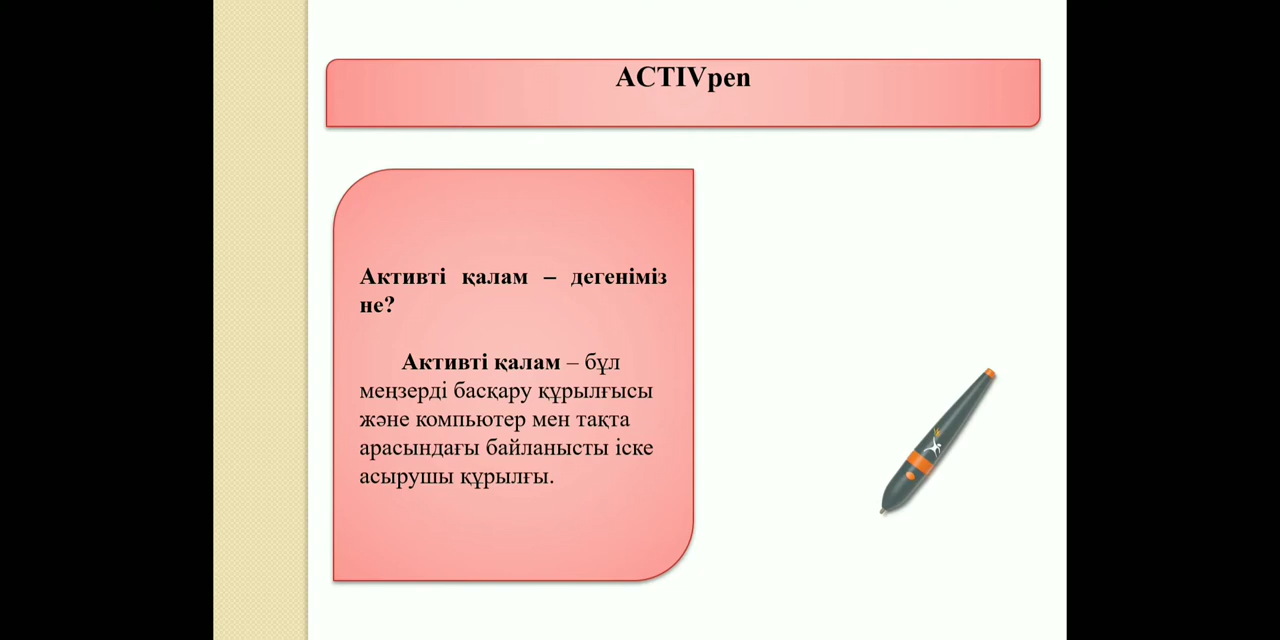 ACTIVpen
Активті қалам – дегеніміз
не?
Активті қалам – бұл
меңзерді басқару құрылғысы
және компьютер мен тақта
арасындағы байланысты іске
асырушы құрылғы.